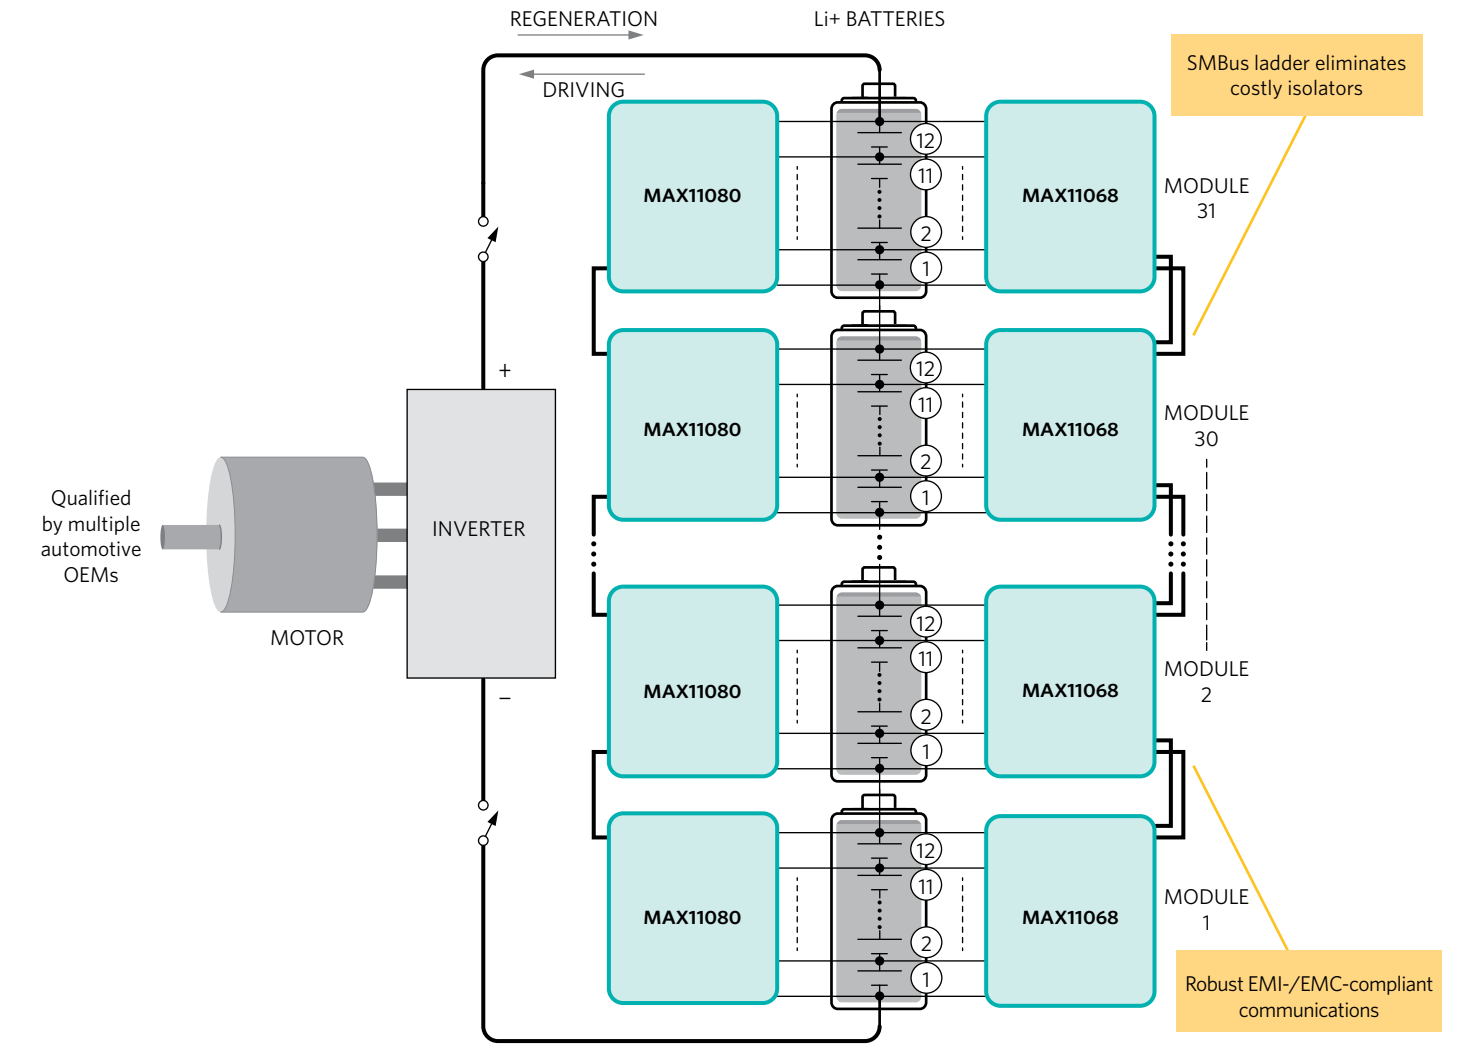 REGENERATION
Li+ BATTERIES
DRIVING
SMBus ladder eliminates
costly isolators
MAX11080
12
11
2
1
MAX11068
MODULE
31
+
MAX11080
12
11
2
1
MAX11068
MODULE
30
Qualified
by multiple
automotive
OEMs
INVERTER
MOTOR
−
MAX11080
12
11
2
1
MAX11068
MODULE
2
MAX11080
12
11
2
1
MAX11068
MODULE
1
Robust EMI-/EMC-compliant
communications